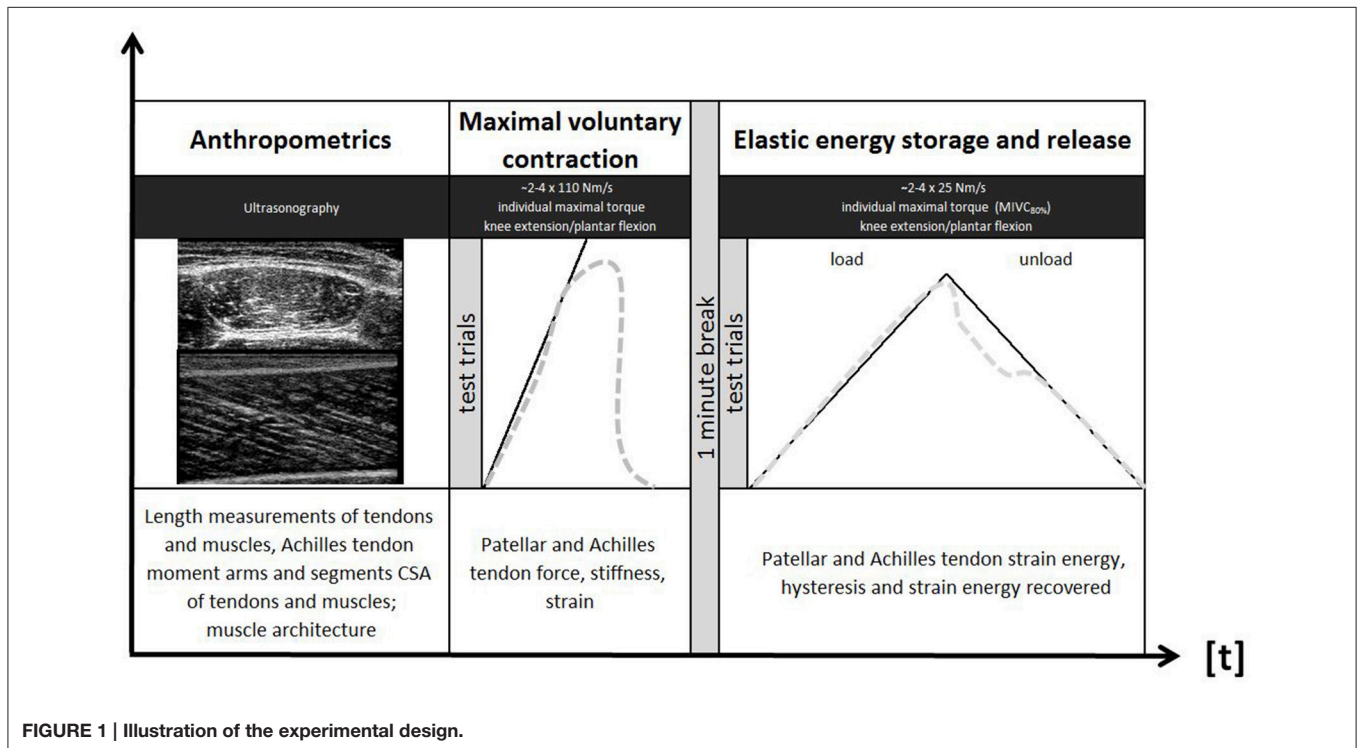 Anthropometrics
Ultrasonography
Length measurements of tendons
and muscles, Achilles tendon
moment arms and segments CSA
of tendons and muscles;
muscle architecture
Maximal voluntary
contraction
~2-4 x 110 Nm/s
individual maximal torque
knee extension/plantar flexion
test trials
Patellar and Achilles
tendon force, stiffness,
strain
1 minute break
Elastic energy storage and release
~2-4 x 25 Nm/s
individual maximal torque (MIVC80%)
knee extension/plantar flexion
test trials
load
unload
Patellar and Achilles tendon strain energy,
hysteresis and strain energy recovered
[t]
FIGURE 1 | Illustration of the experimental design.